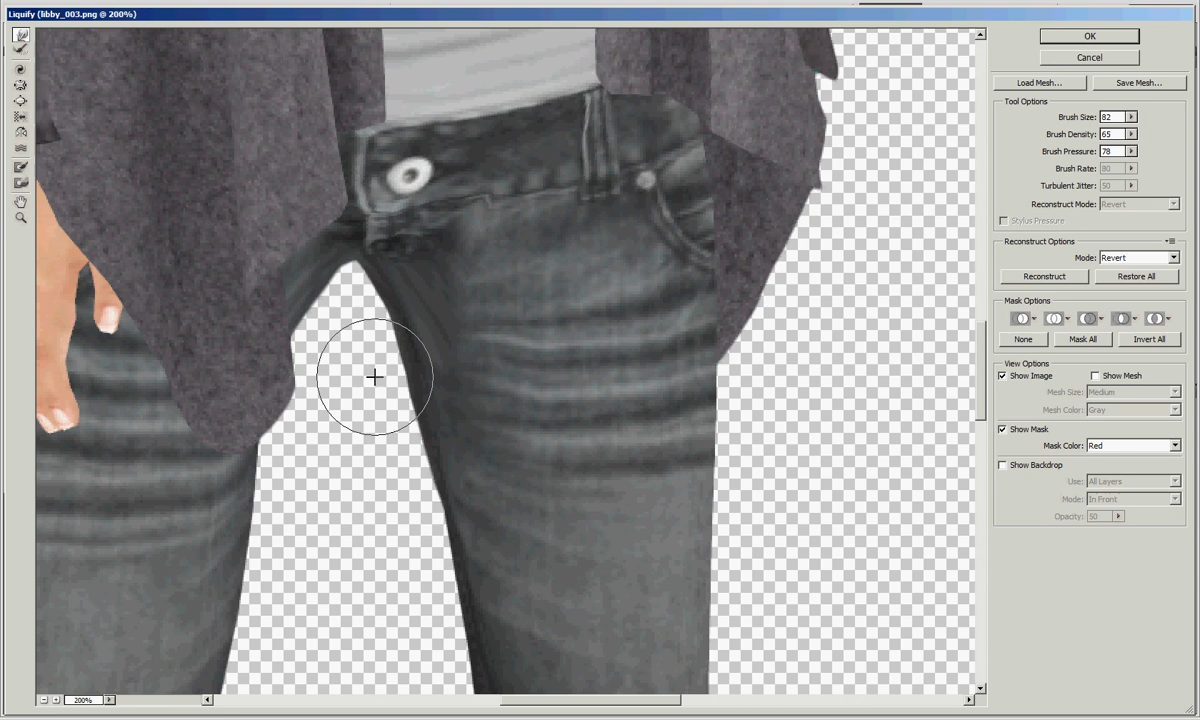 Liquify (libby_003.png @ 200%)
OK
Cancel
Load Mesh...
Save Mesh...
Tool Options
Brush Size: 82
Brush Density: 65
Brush Pressure: 78
Brush Rate: 80
Turbulent Jitter: 50
Reconstruct Mode: Revert
Stylus Pressure
Reconstruct Options
Mode: Revert
Reconstruct
Restore All
Mask Options
None
Mask All
Invert All
View Options
Show Image
Show Mesh
Mesh Size: Medium
Mesh Color: Gray
Show Mask
Mask Color: Red
Show Backdrop
Use: All Layers
Mode: In Front
Opacity: 50
200%